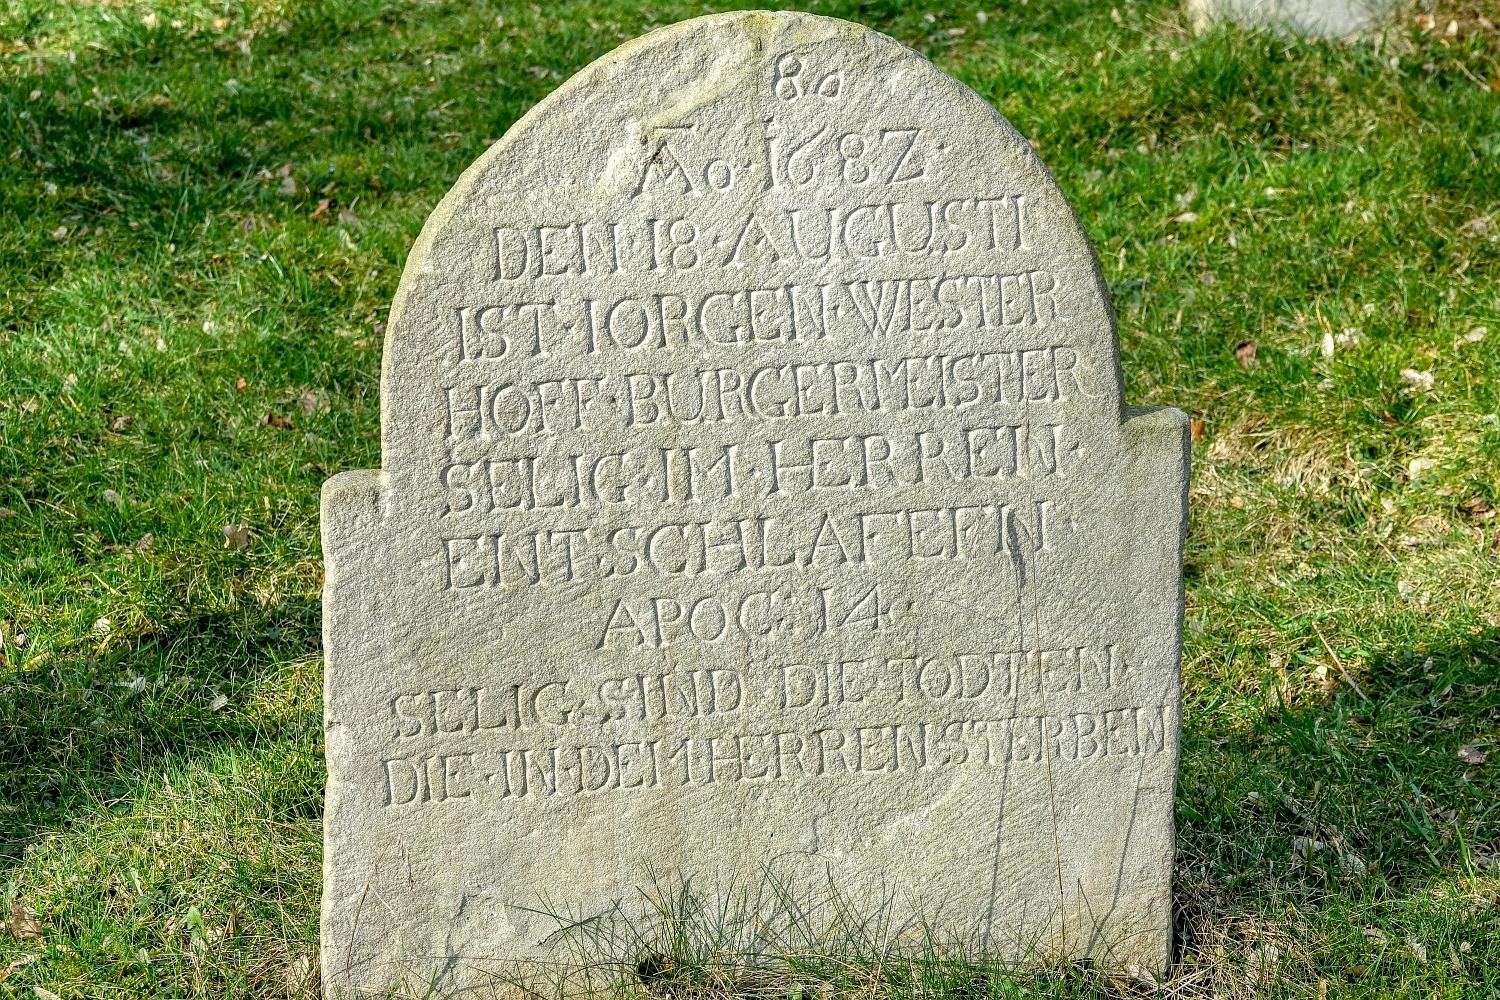 80
Ao·1682·
DEN·18·AUGUSTI
IST·IORGEN·WESTER
HOFF·BURGERMEISTER
SELIG·IM·HERREN·
ENTSCHLAFEN·
APOC·14·
SELIG·SIND·DIE·TODTEN·
DIE·IN·DEM HERREN STERBEN